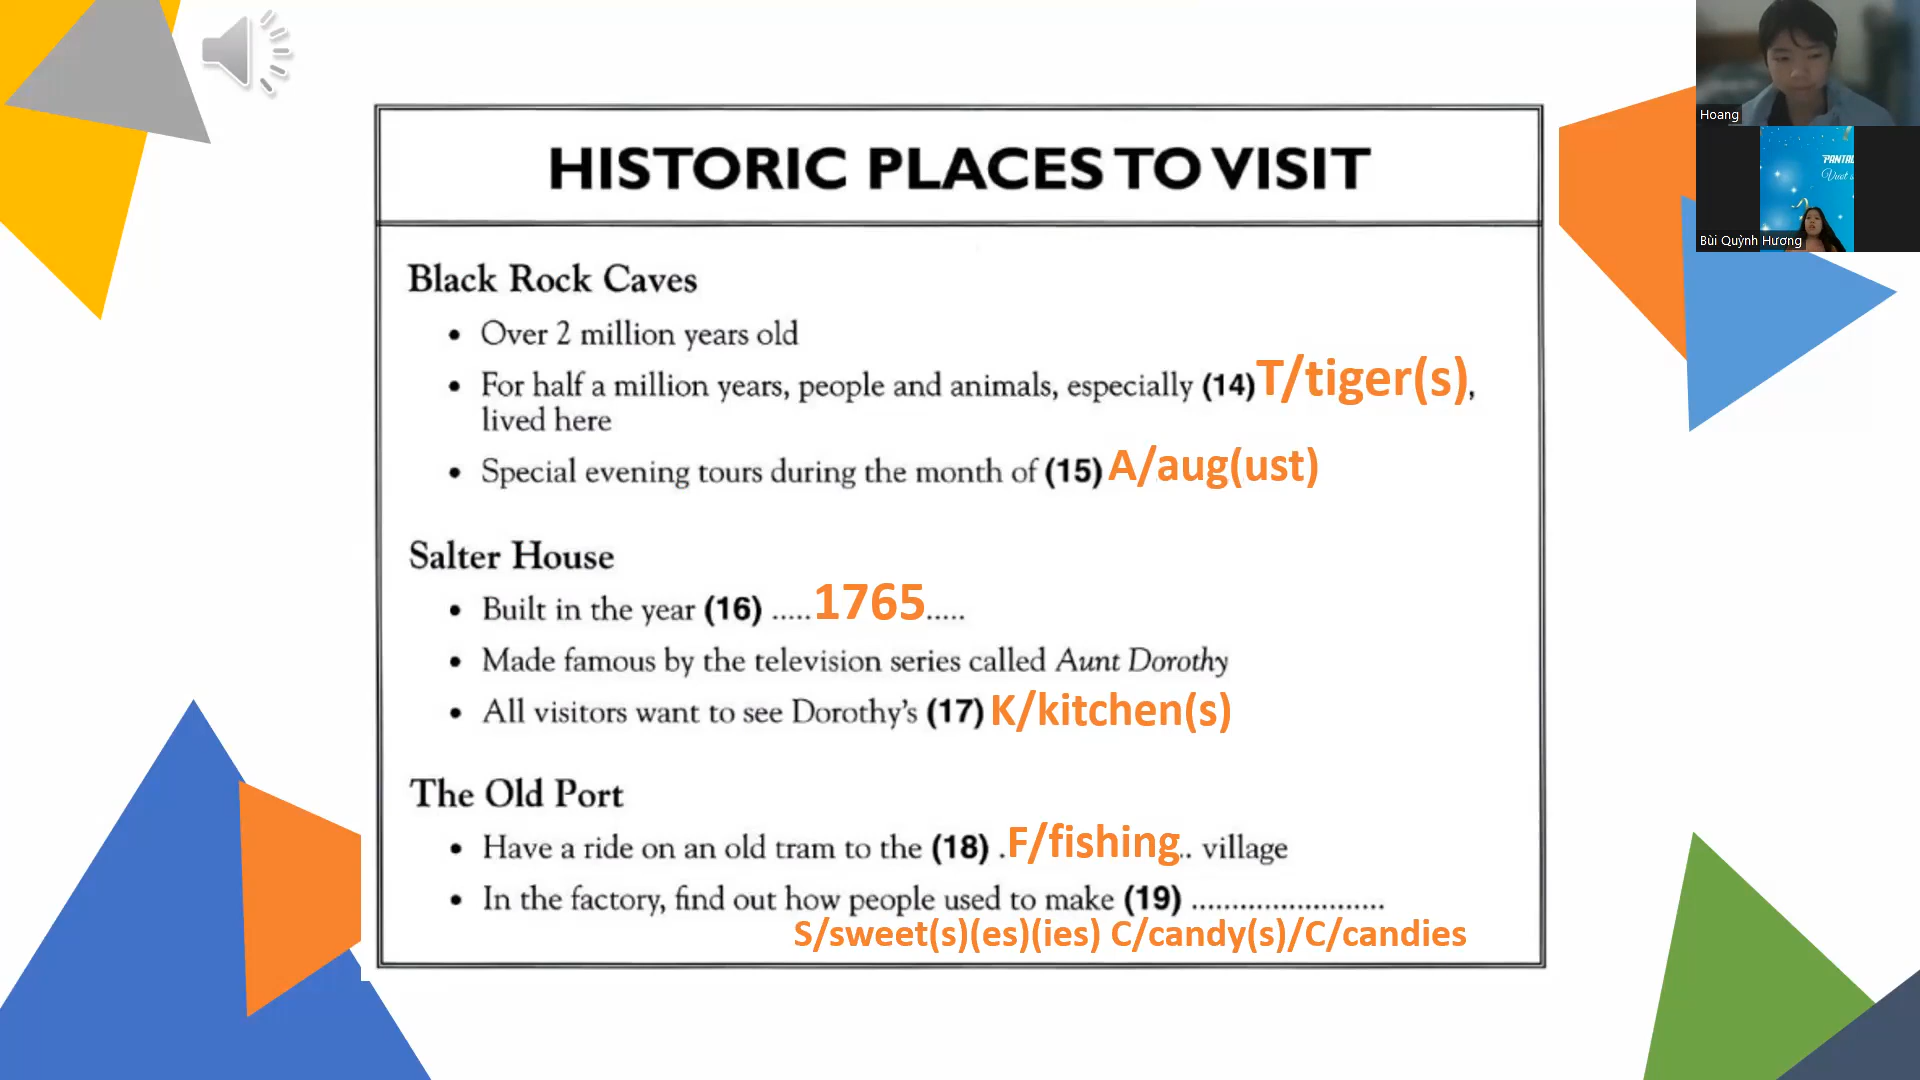 HISTORIC PLACES TO VISIT
Black Rock Caves
• Over 2 million years old
• For half a million years, people and animals, especially (14) T/tiger(s),
lived here
• Special evening tours during the month of (15) A/aug(ust)
Salter House
• Built in the year (16) .....1765.....
• Made famous by the television series called Aunt Dorothy
• All visitors want to see Dorothy's (17) K/kitchen(s)
The Old Port
• Have a ride on an old tram to the (18) .F/fishing.. village
• In the factory, find out how people used to make (19) ........................
S/sweet(s)(es)(ies) C/candy(s)/C/candies
Hoang
Bùi Quỳnh Hương